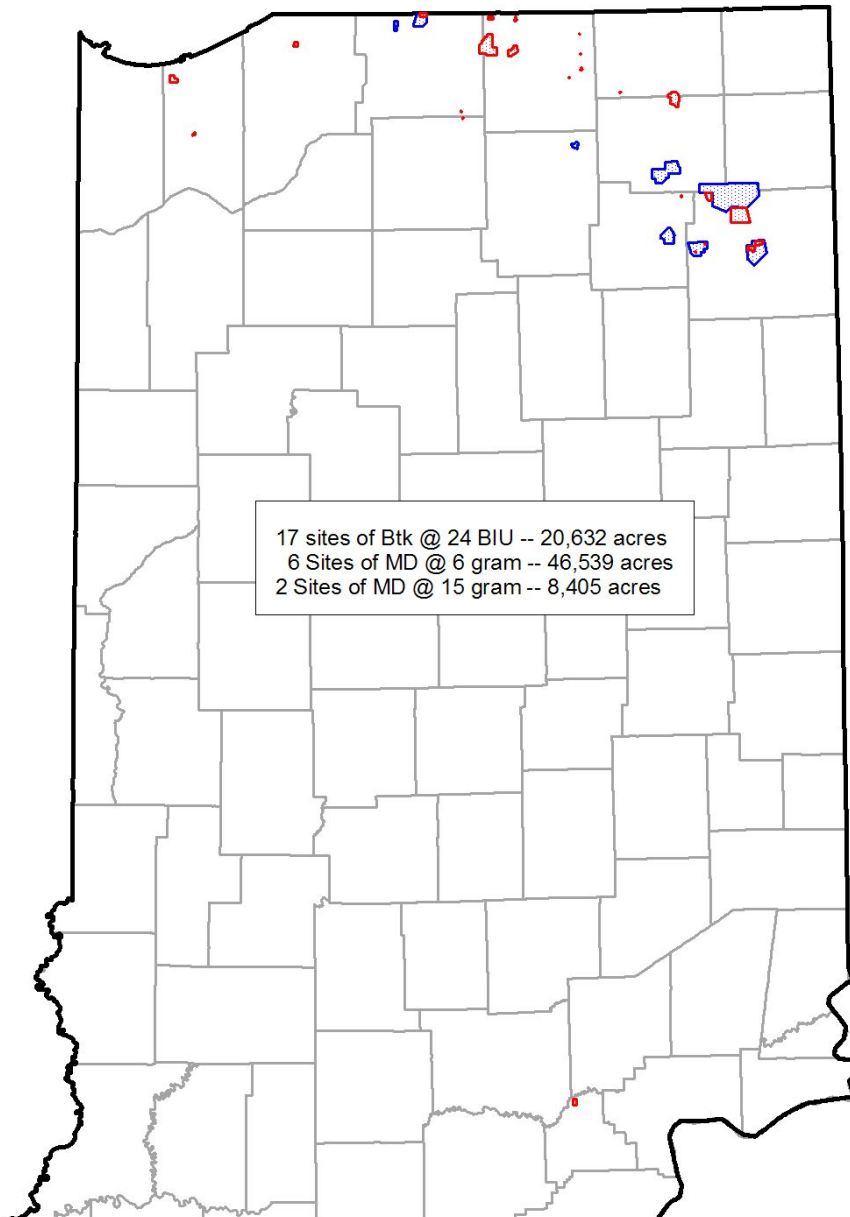 17 sites of Btk @ 24 BIU -- 20,632 acres
6 Sites of MD @ 6 gram -- 46,539 acres
2 Sites of MD @ 15 gram -- 8,405 acres